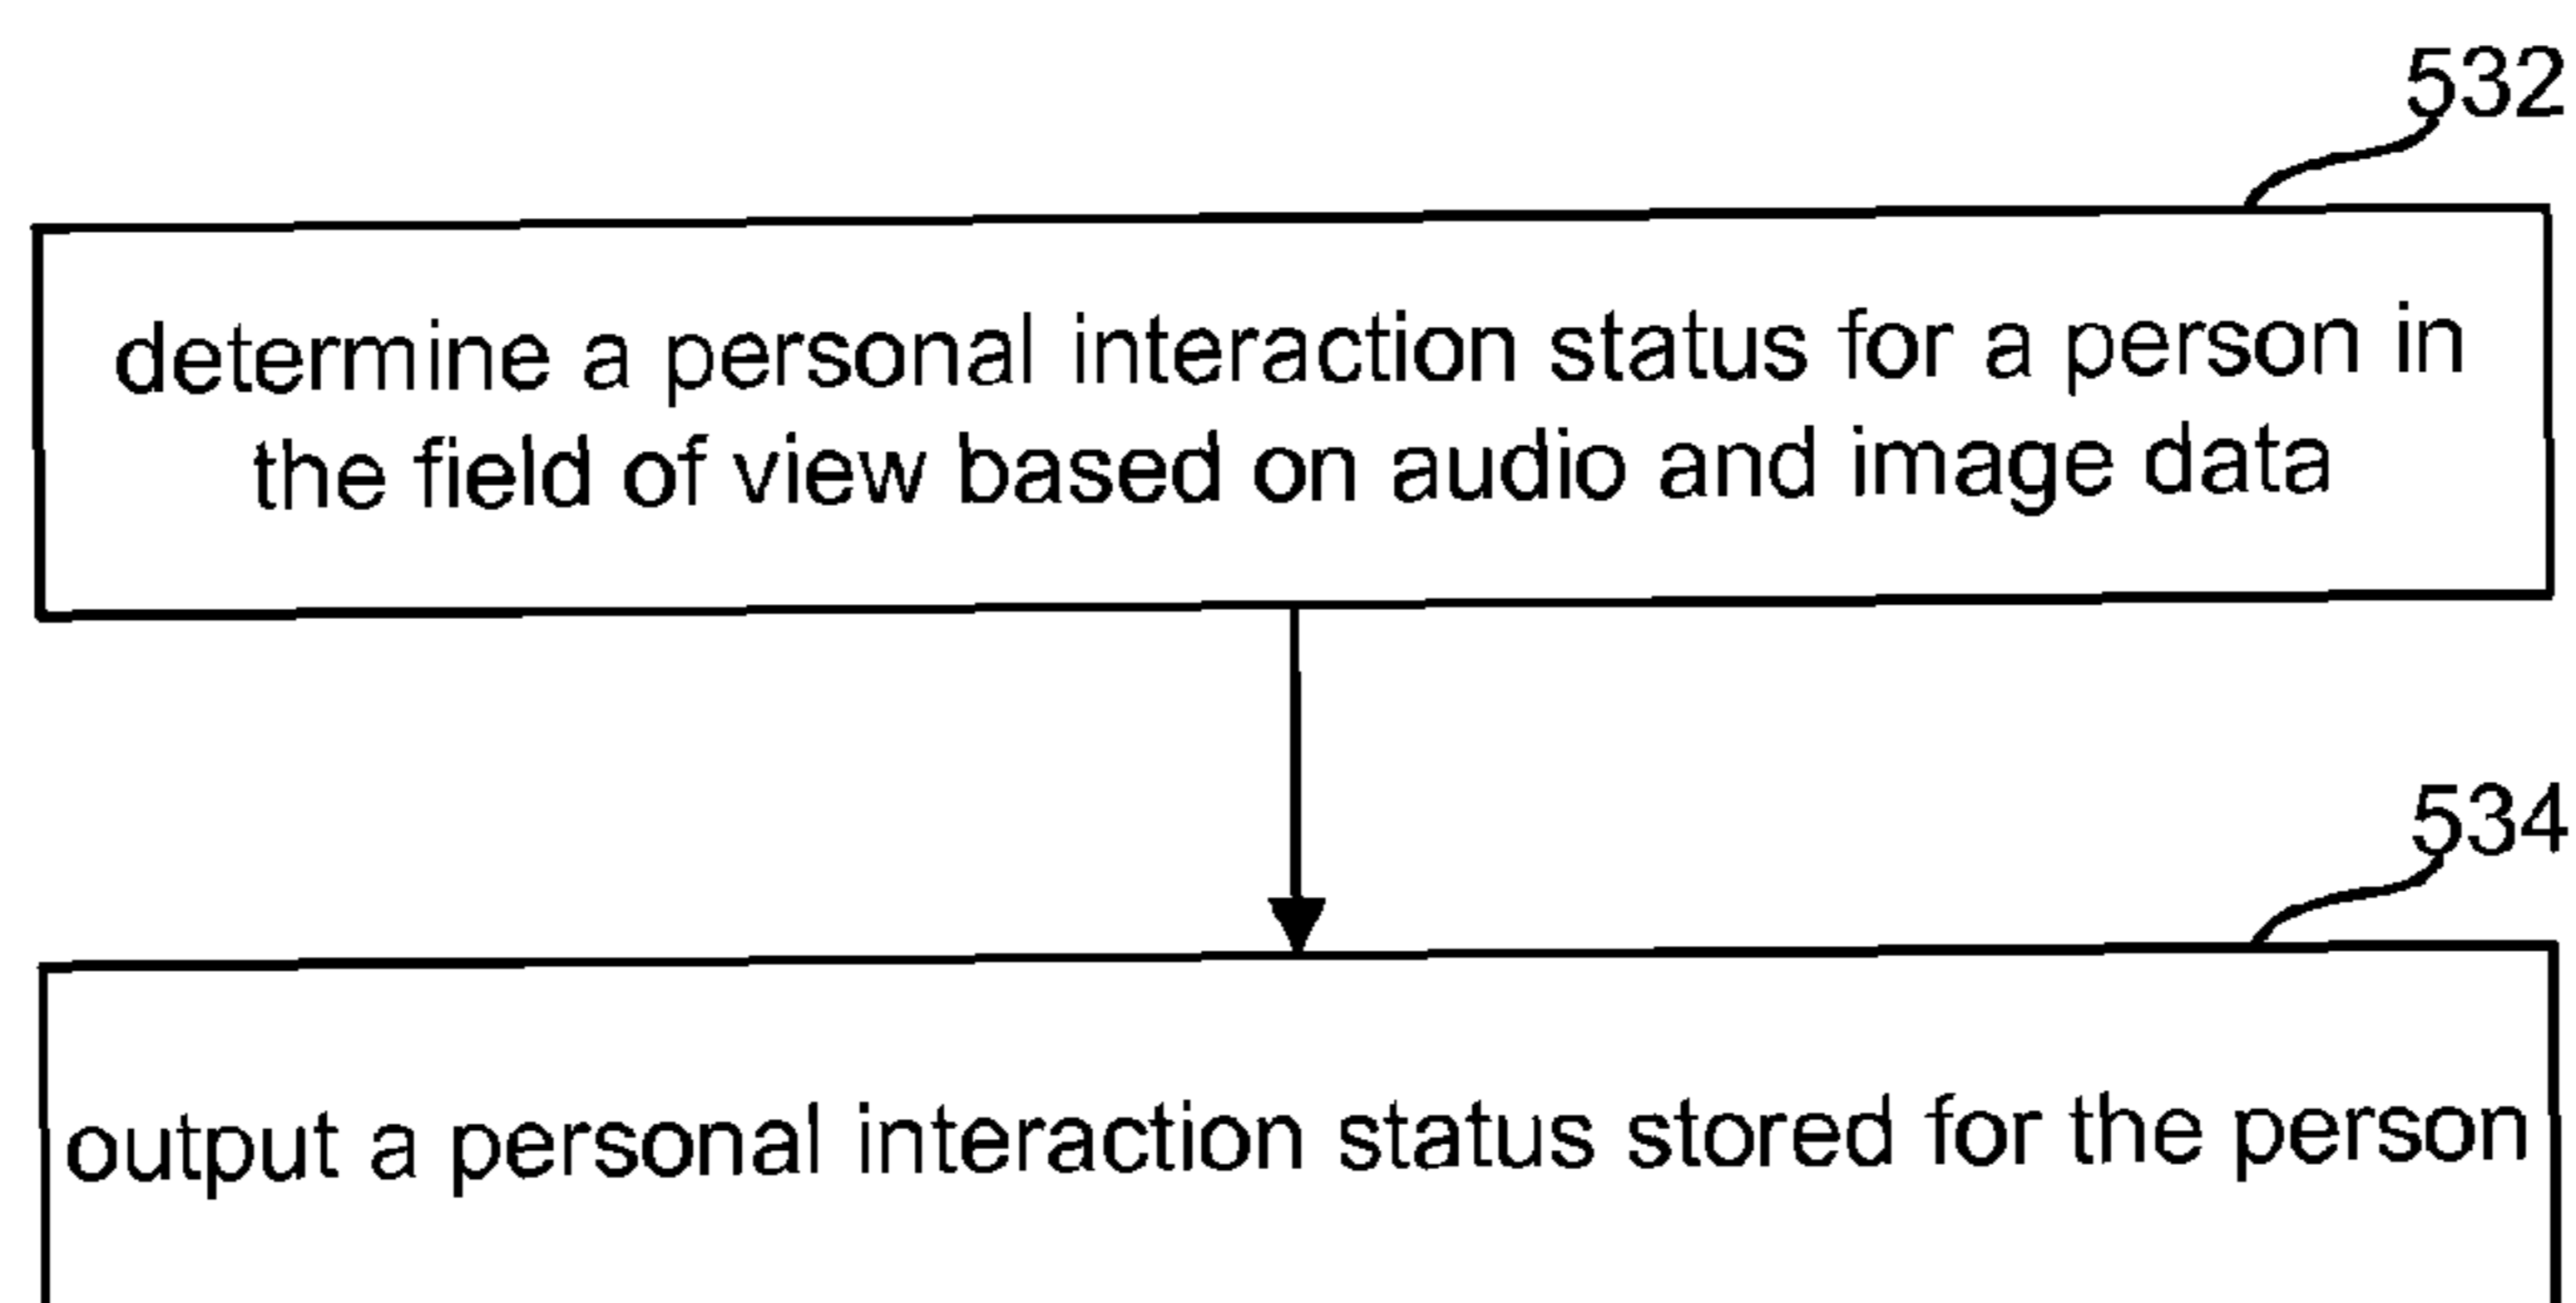 532
determine a personal interaction status for a person in
the field of view based on audio and image data
534
output a personal interaction status stored for the person